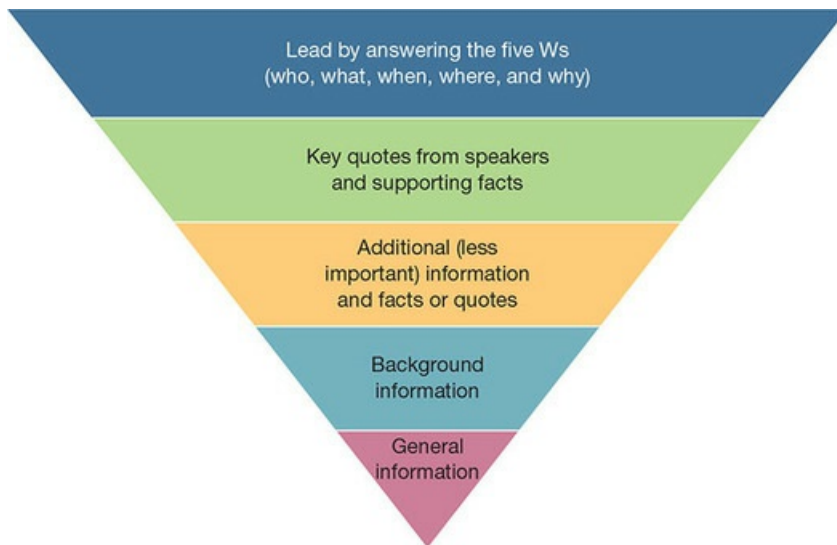 Lead by answering the five Ws
(who, what, when, where, and why)
Key quotes from speakers
and supporting facts
Additional (less
important) information
and facts or quotes
Background
information
General
information